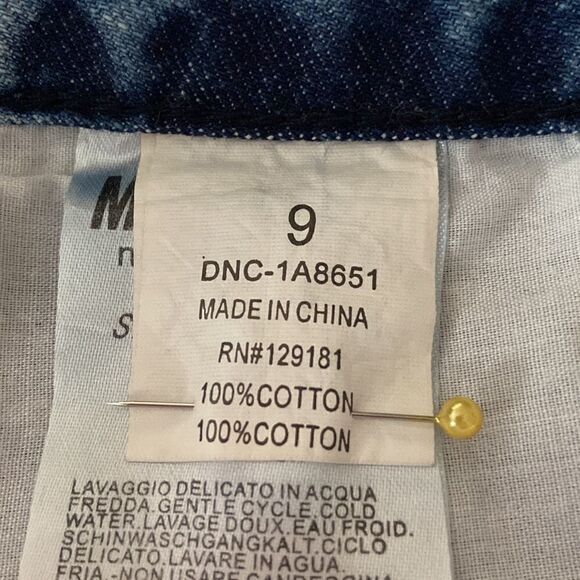 9
DNC-1A8651
MADE IN CHINA
RN#129181
100%COTTON
100%COTTON
LAVAGGIO DELICATO IN ACQUA
FREDDA.GENTLE CYCLE.COLD
WATER.LAVAGE DOUX.EAU FROID.
SCHINWASCHGANGKALT.CICLO
DELICATO.LAVARE IN AGUA.